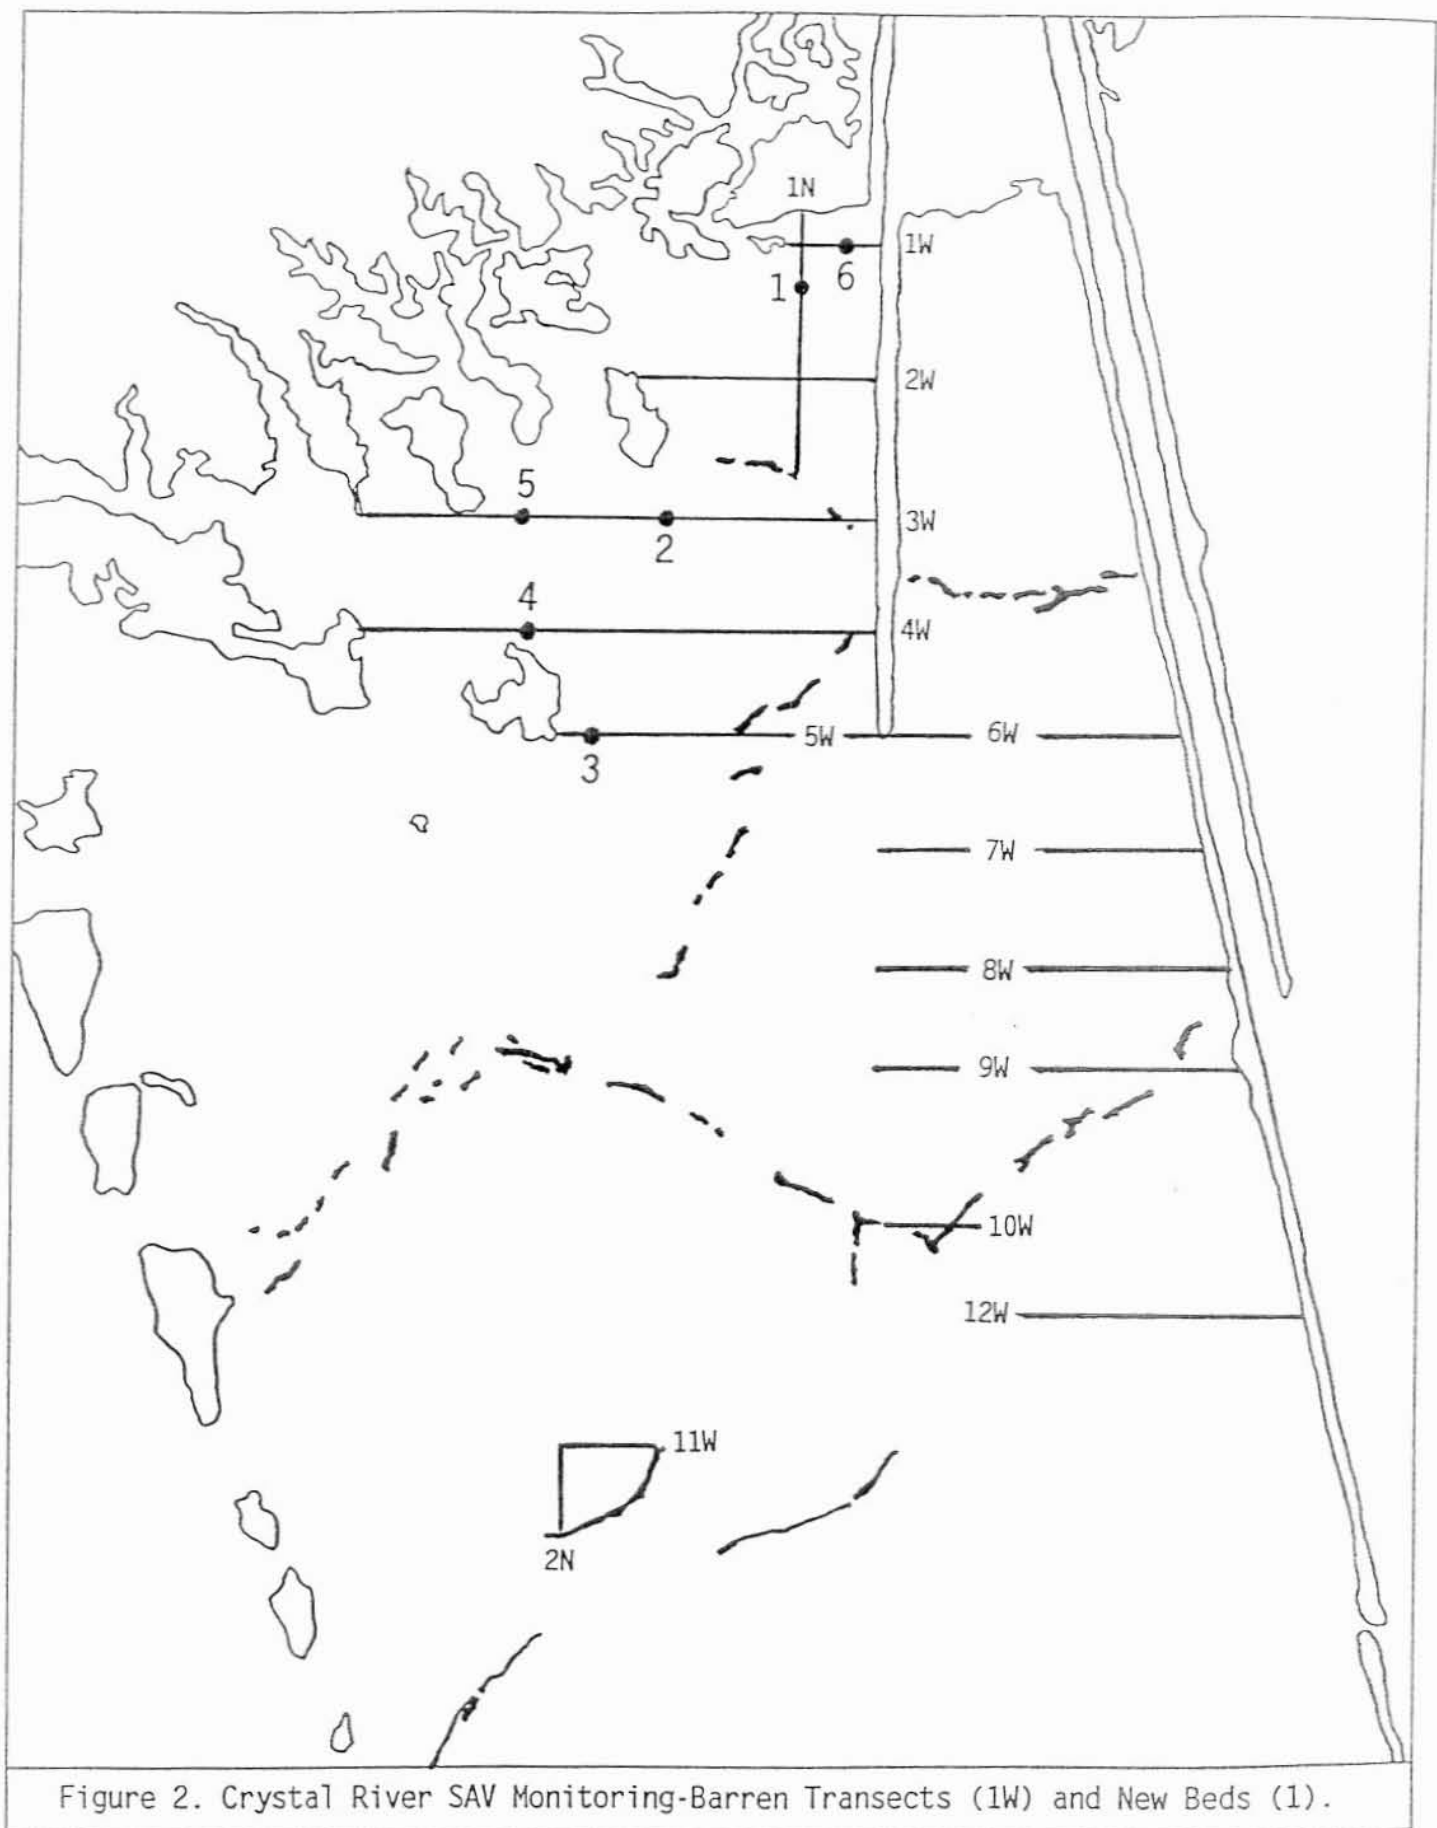 1N
1W
6
1
2W
5
3W
2
4
4W
5W
6W
3
7W
8W
9W
10W
12W
11W
2N
Figure 2. Crystal River SAV Monitoring-Barren Transects (1W) and New Beds (1).